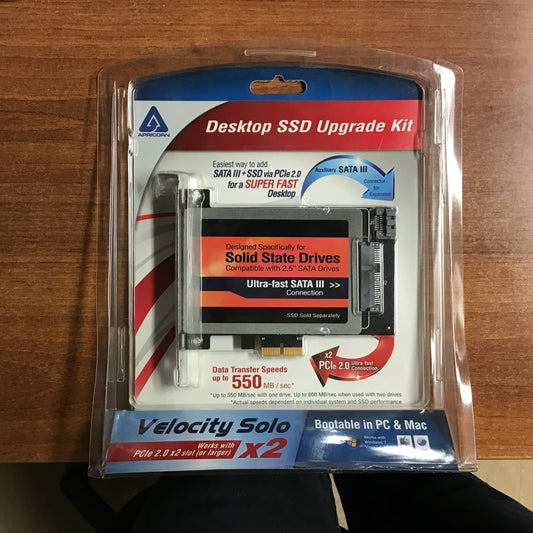 APRICORN
Desktop SSD Upgrade Kit
Easiest way to add
SATA III + SSD via PCIe 2.0
for a SUPER FAST
Desktop
Auxiliary SATA III
Connector
for
Expansion
Designed Specifically for
Solid State Drives
Compatible with 2.5" SATA Drives
Ultra-fast SATA III >>
Connection
SSD Sold Separately
Data Transfer Speeds
up to 550 MB / sec*
x2
PCIe 2.0
Ultra-fast
Connection
*Up to 550 MB/sec with one drive. Up to 800 MB/sec when used with two drives
*Actual speeds depend on individual system and SSD performance
Velocity Solo
x2
Works with
PCIe 2.0 x2 slot (or larger)
Bootable in PC & Mac
Works with
Windows 7